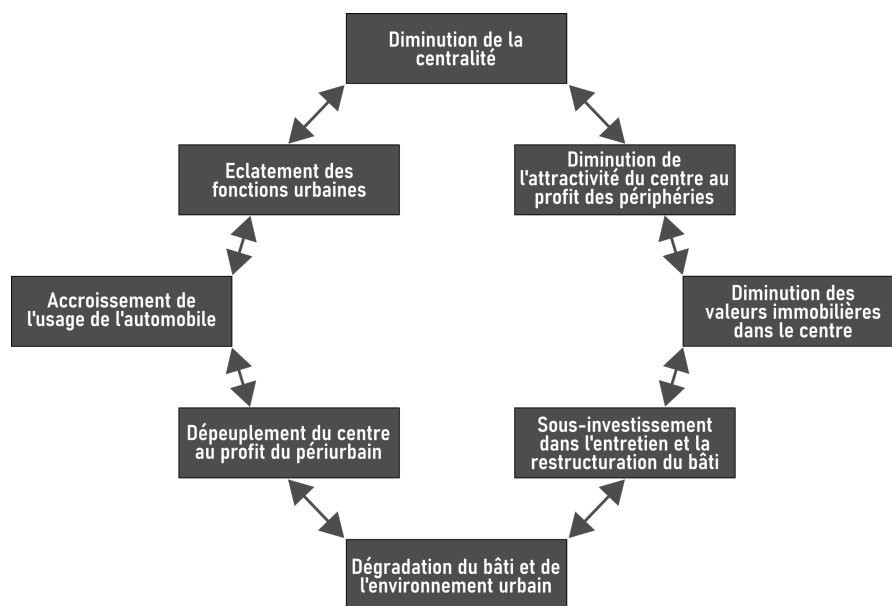 Diminution de la
centralité
Eclatement des
fonctions urbaines
Diminution de
l'attractivité du centre au
profit des périphéries
Accroissement de
l'usage de l'automobile
Diminution des
valeurs immobilières
dans le centre
Dépeuplement du centre
au profit du périurbain
Sous-investissement
dans l'entretien et la
restructuration du bâti
Dégradation du bâti et de
l'environnement urbain